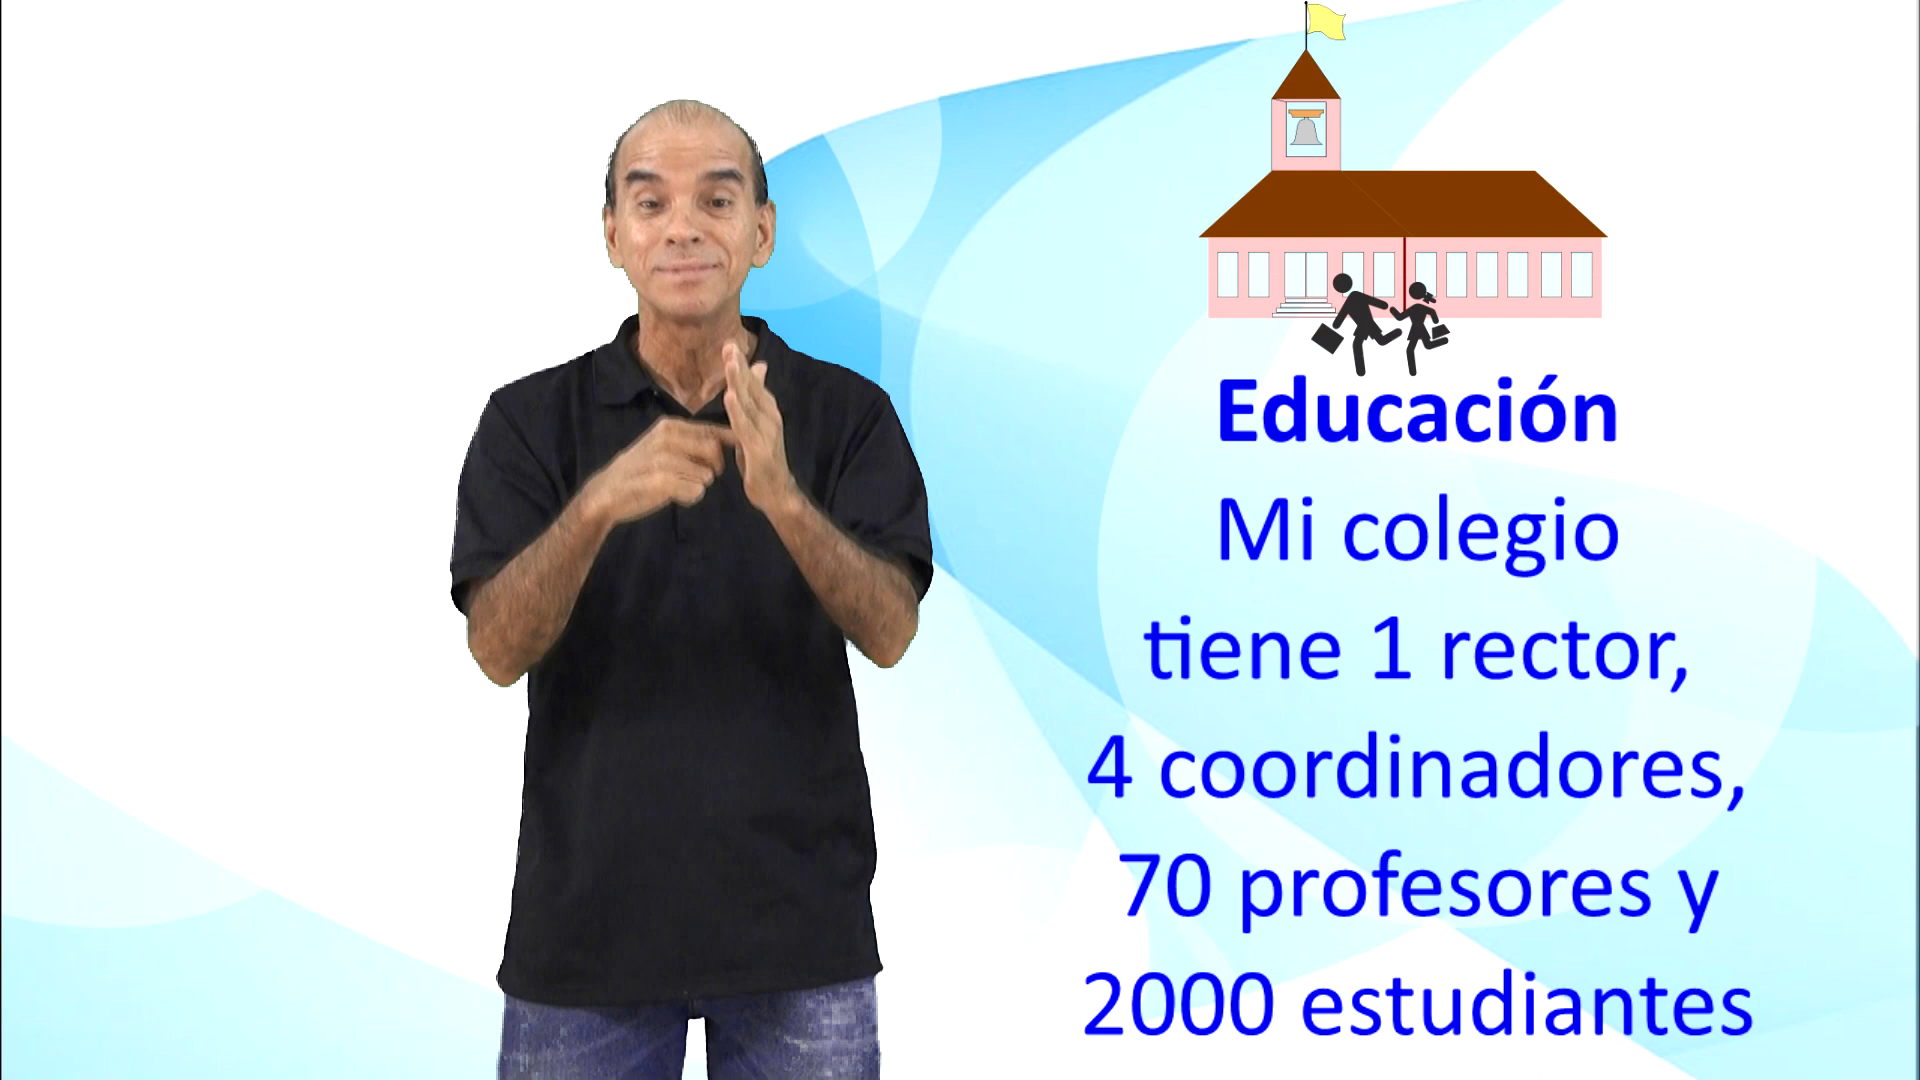 Educación
Mi colegio
tiene 1 rector,
4 coordinadores,
70 profesores y
2000 estudiantes